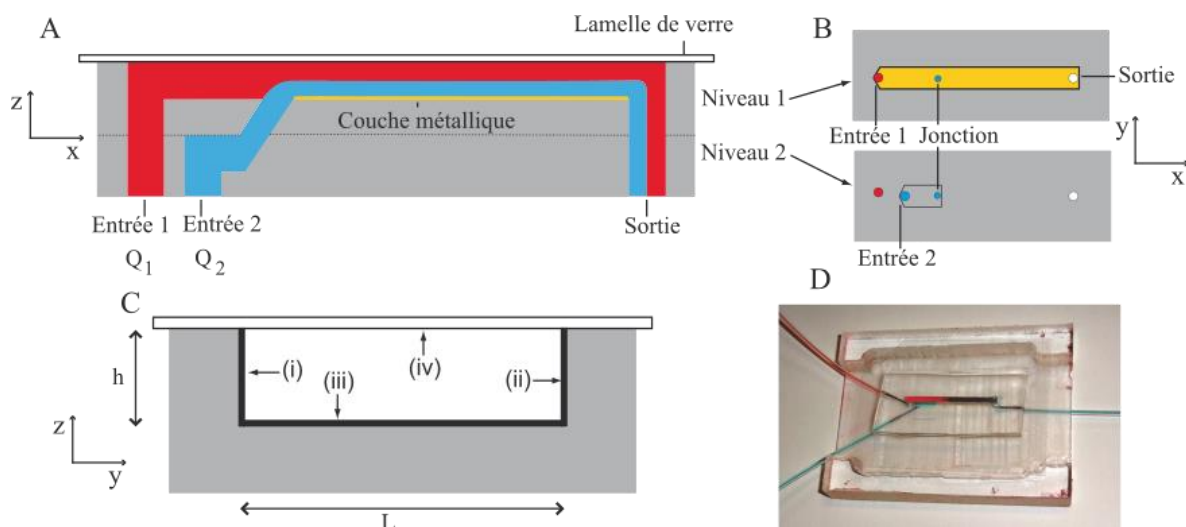 A
Lamelle de verre
z
x
Couche métallique
Entrée 1
Q1
Entrée 2
Q2
Sortie
B
Niveau 1
Sortie
Entrée 1
Jonction
Niveau 2
Entrée 2
y
x
C
h
(i)
(iii)
(iv)
(ii)
z
y
L
D